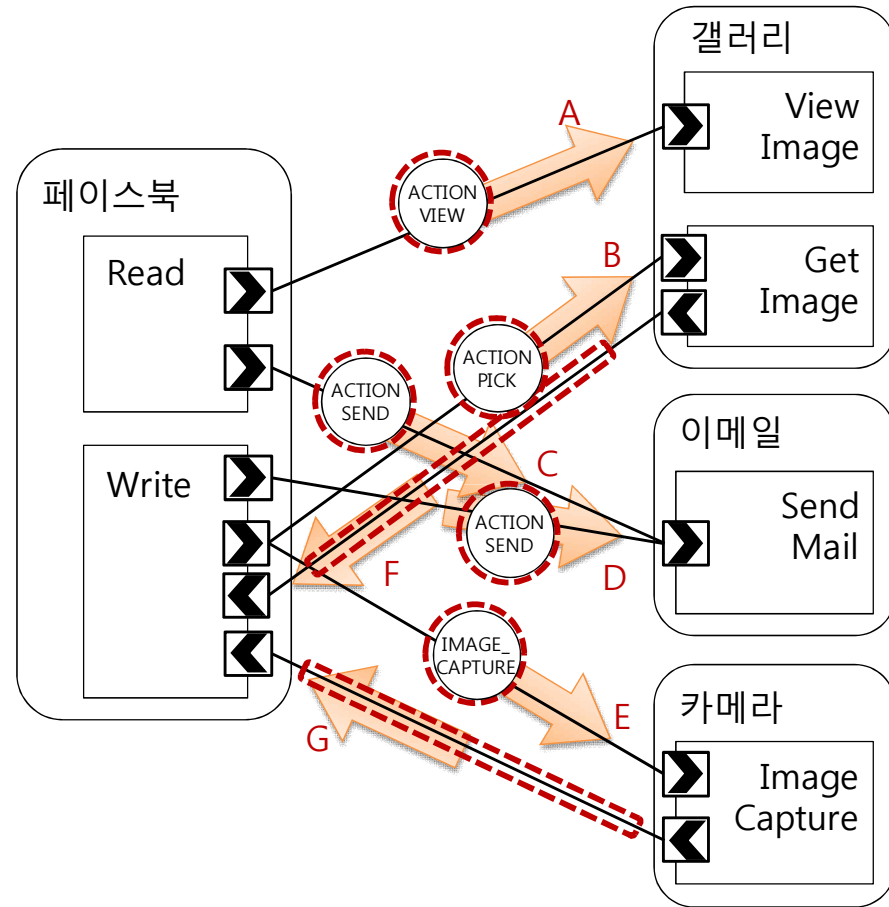 페이스북
Read
Write
ACTION
VIEW
A
ACTION
PICK
B
ACTION
SEND
C
ACTION
SEND
D
F
IMAGE_
CAPTURE
E
G
갤러리
View
Image
Get
Image
이메일
Send
Mail
카메라
Image
Capture